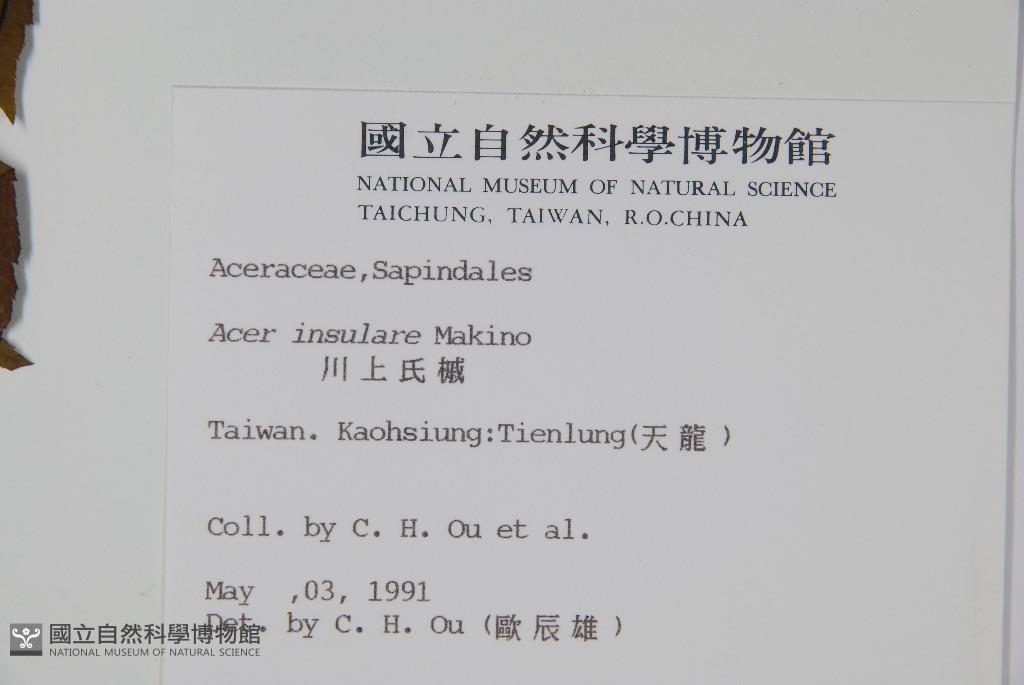 國立自然科學博物館
NATIONAL MUSEUM OF NATURAL SCIENCE
TAICHUNG, TAIWAN, R.O.CHINA
Aceraceae,Sapindales
Acer insulare Makino
川上氏槭
Taiwan. Kaohsiung:Tienlung(天龍)
Coll. by C. H. Ou et al.
May ,03, 1991
Det. by C. H. Ou (歐辰雄)
國立自然科學博物館
NATIONAL MUSEUM OF NATURAL SCIENCE